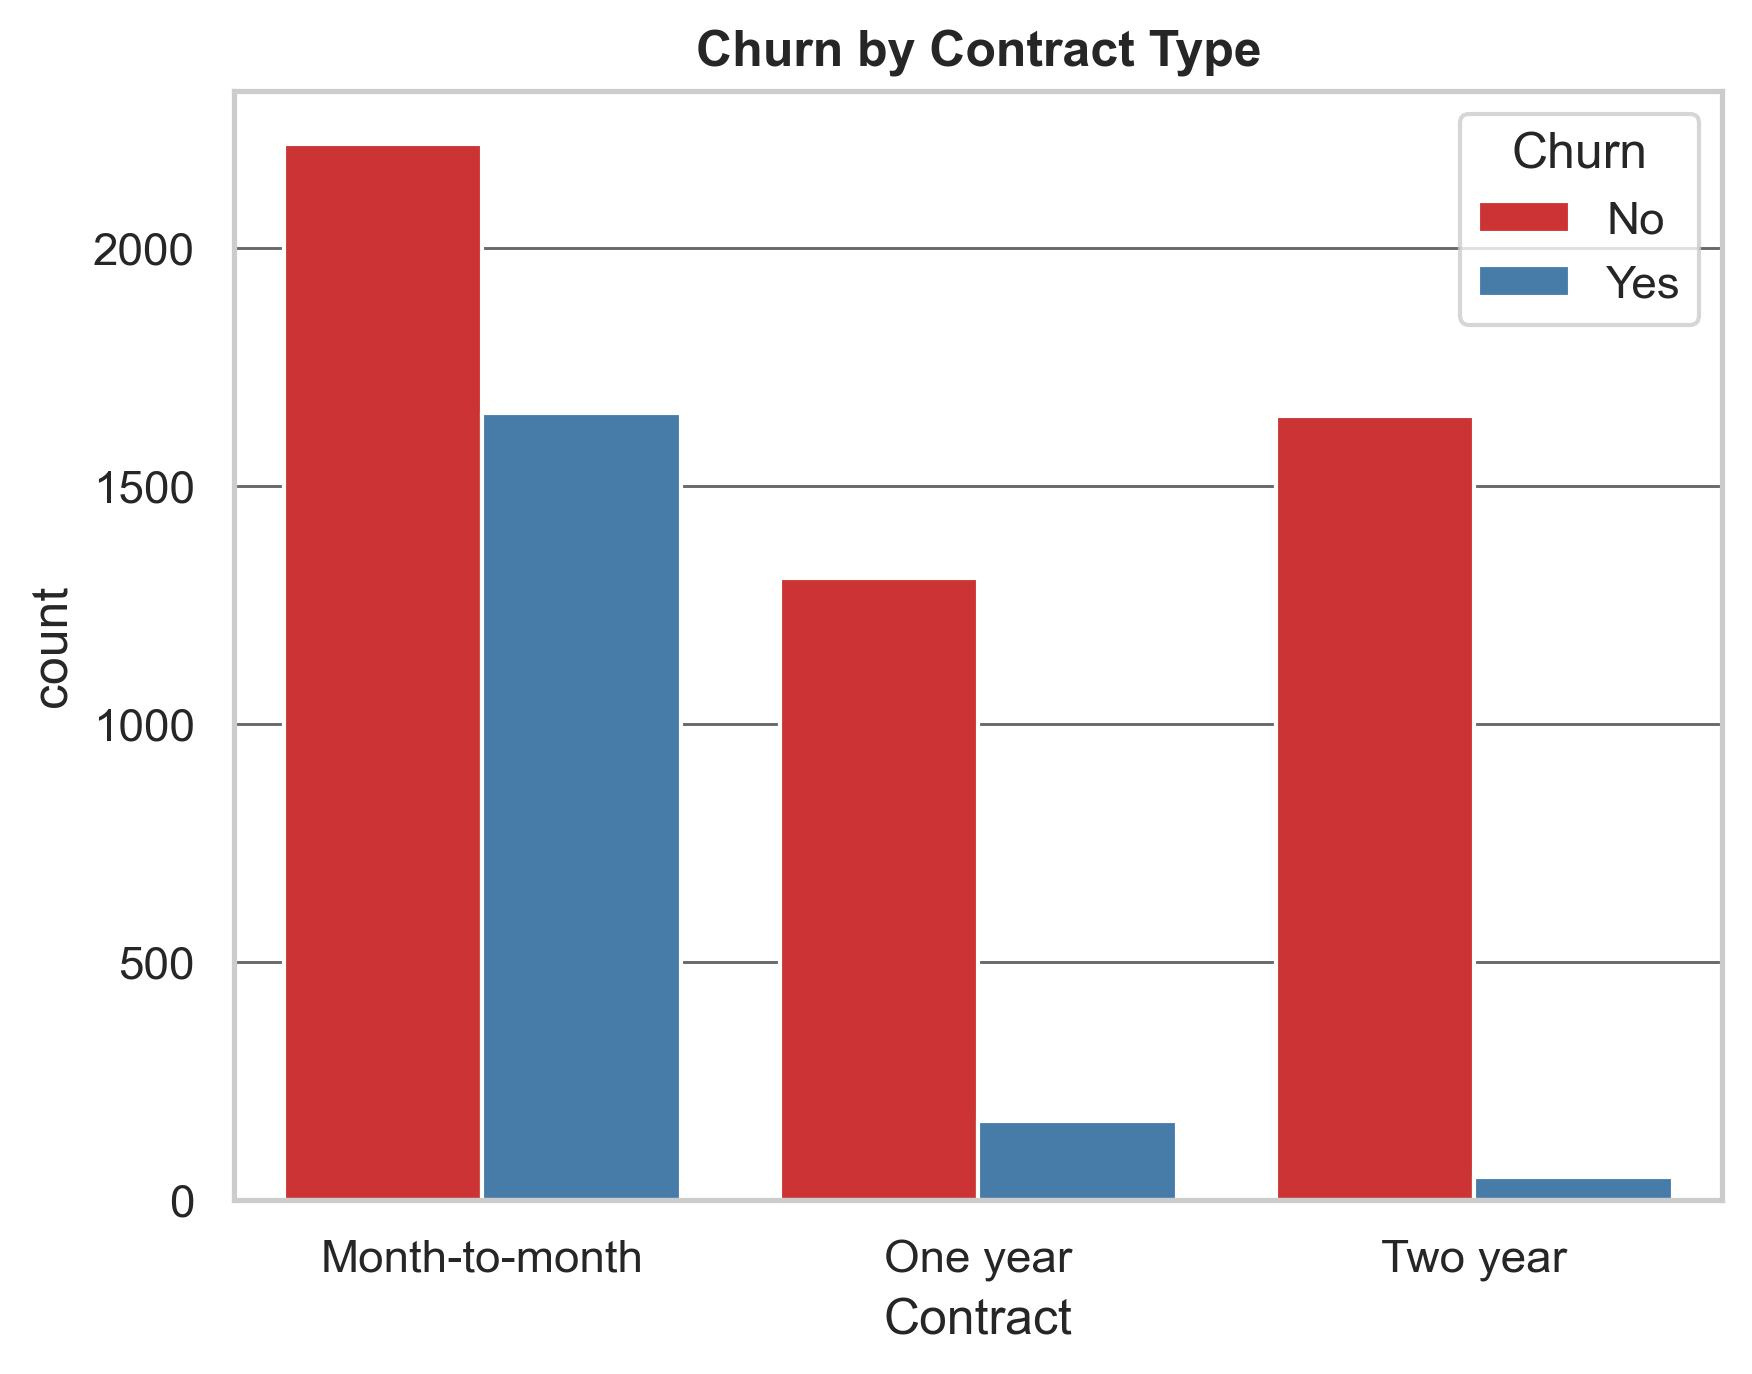 Churn by Contract Type
Churn
No
Yes
count
2000
1500
1000
500
0
Month-to-month
One year
Two year
Contract